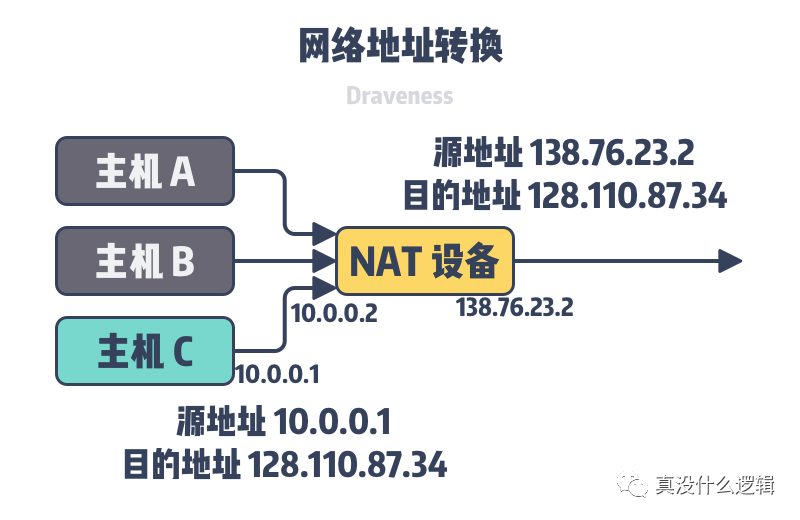 网络地址转换
Draveness
源地址 138.76.23.2
目的地址 128.110.87.34
主机 A
主机 B
NAT 设备
10.0.0.2
138.76.23.2
主机 C
10.0.0.1
源地址 10.0.0.1
目的地址 128.110.87.34
真没什么逻辑